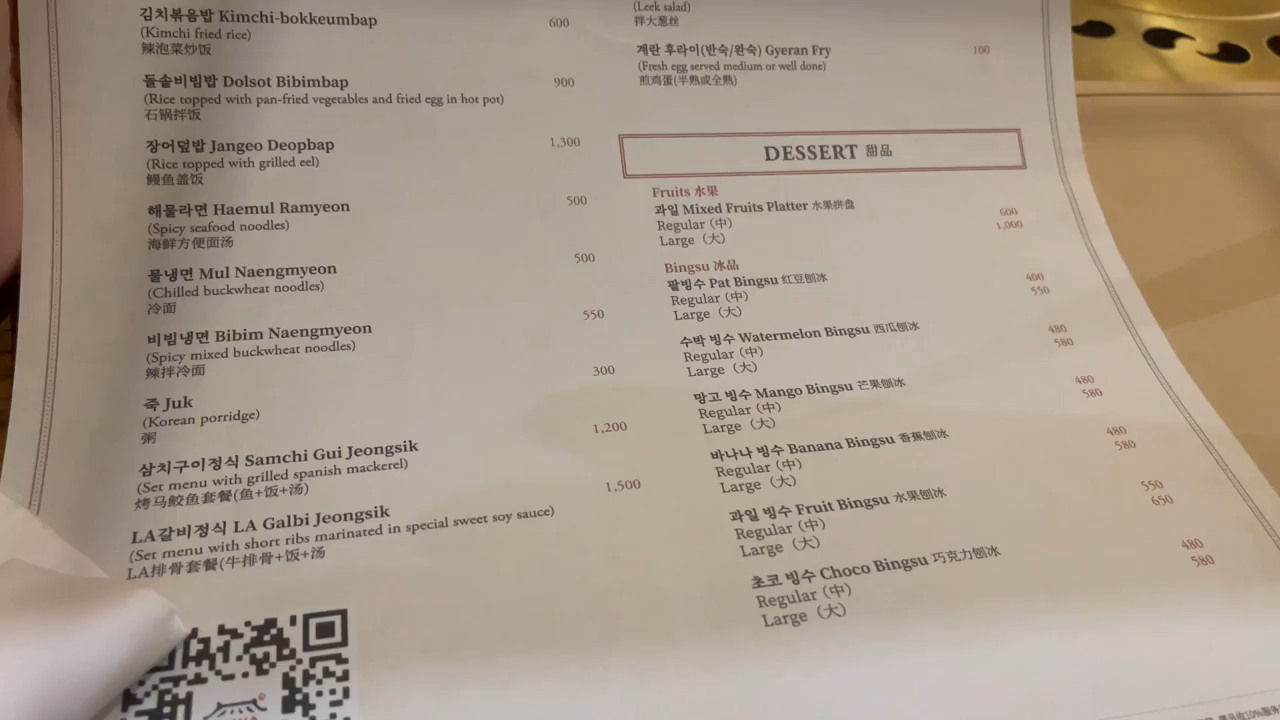 김치볶음밥 Kimchi-bokkeumbap 600
(Kimchi fried rice)
辣泡菜炒饭
돌솥비빔밥 Dolsot Bibimbap 900
(Rice topped with pan-fried vegetables and fried egg in hot pot)
石锅拌饭
장어덮밥 Jangeo Deopbap 1,300
(Rice topped with grilled eel)
鳗鱼盖饭
해물라면 Haemul Ramyeon 500
(Spicy seafood noodles)
海鲜方便面汤
물냉면 Mul Naengmyeon 500
(Chilled buckwheat noodles)
冷面
비빔냉면 Bibim Naengmyeon 550
(Spicy mixed buckwheat noodles)
辣拌冷面
죽 Juk 300
(Korean porridge)
粥
삼치구이정식 Samchi Gui Jeongsik 1,200
(Set menu with grilled spanish mackerel)
烤马鲛鱼套餐(鱼+饭+汤)
LA갈비정식 LA Galbi Jeongsik 1,500
(Set menu with short ribs marinated in special sweet soy sauce)
LA排骨套餐(牛排骨+饭+汤
(Leek salad)
拌大葱丝
계란 후라이(반숙/완숙) Gyeran Fry 100
(Fresh egg served medium or well done)
煎鸡蛋(半熟或全熟)
DESSERT 甜品
Fruits 水果
과일 Mixed Fruits Platter 水果拼盘
Regular (中) 600
Large (大) 1,000
Bingsu 冰品
팥빙수 Pat Bingsu 红豆刨冰
Regular (中) 400
Large (大) 550
수박 빙수 Watermelon Bingsu 西瓜刨冰
Regular (中) 480
Large (大) 580
망고 빙수 Mango Bingsu 芒果刨冰
Regular (中) 480
Large (大) 580
바나나 빙수 Banana Bingsu 香蕉刨冰
Regular (中) 480
Large (大) 580
과일 빙수 Fruit Bingsu 水果刨冰
Regular (中) 550
Large (大) 650
초코 빙수 Choco Bingsu 巧克力刨冰
Regular (中) 480
Large (大) 580